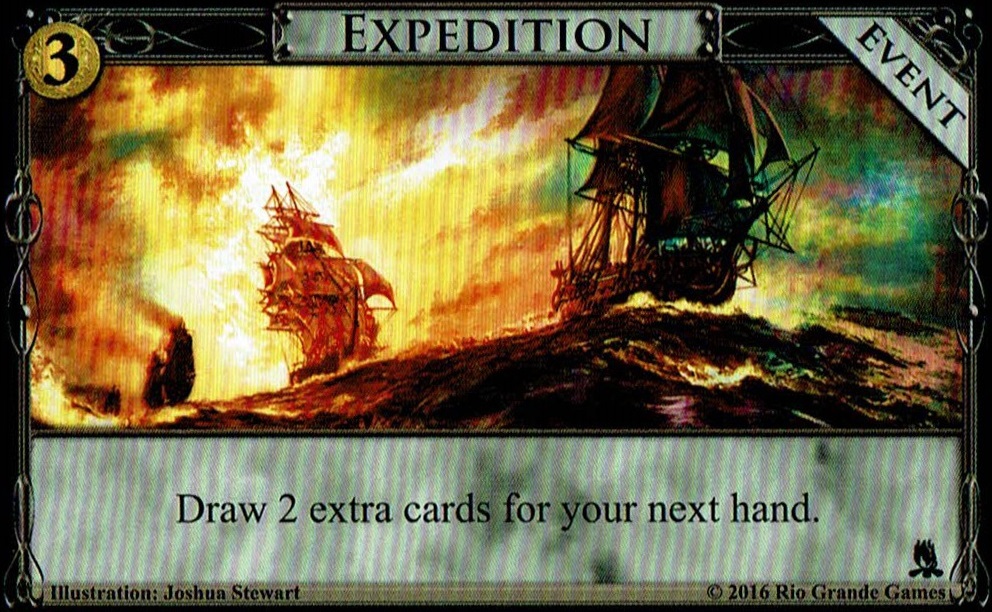 EXPEDITION
EVENT
3
Draw 2 extra cards for your next hand.
Illustration: Joshua Stewart
© 2016 Rio Grande Games